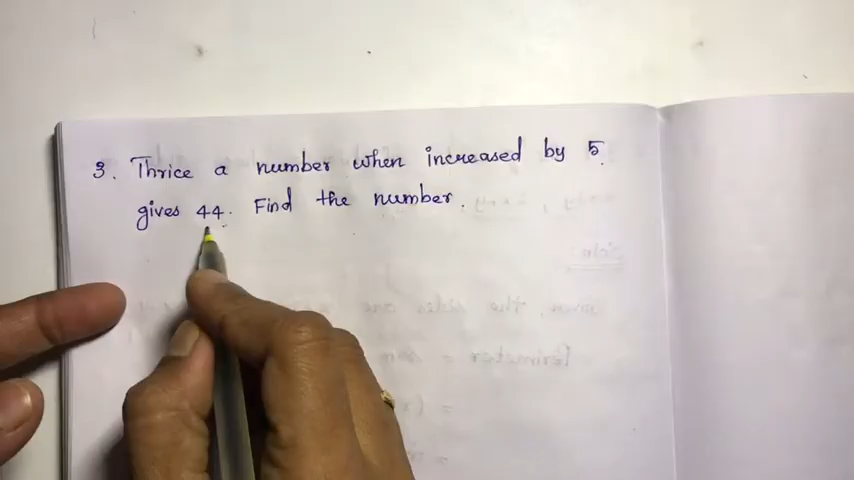 3. Thrice a number when increased by 5
gives 44. Find the number.